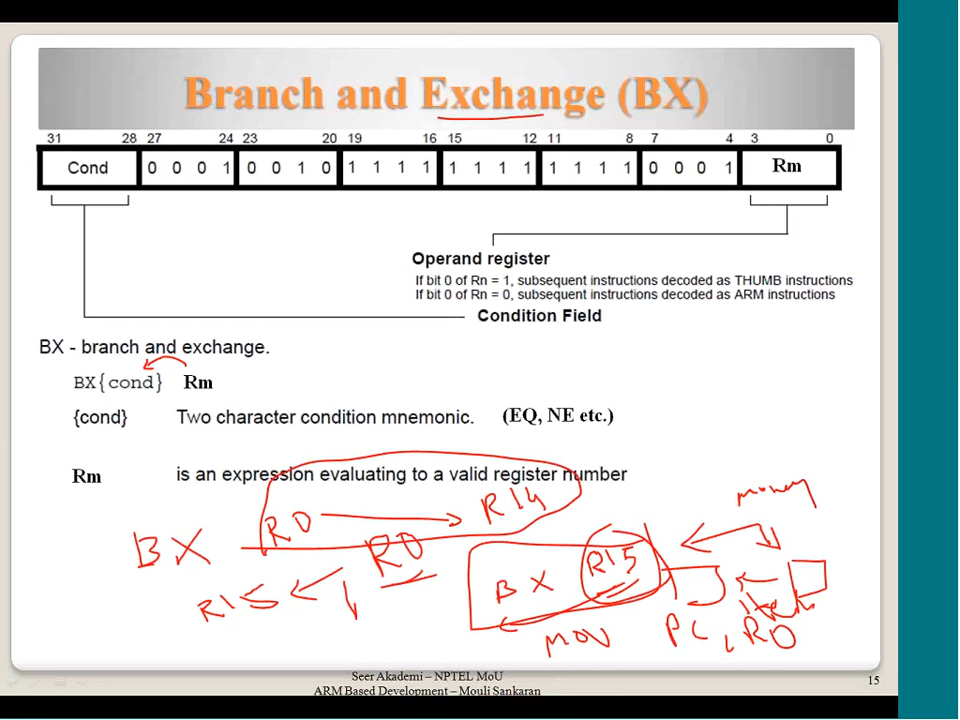 Branch and Exchange (BX)
31 28 27 24 23 20 19 16 15 12 11 8 7 4 3 0
Cond 0 0 0 1 0 0 1 0 1 1 1 1 1 1 1 1 1 1 1 1 0 0 0 1 Rm
Operand register
If bit 0 of Rn = 1, subsequent instructions decoded as THUMB instructions
If bit 0 of Rn = 0, subsequent instructions decoded as ARM instructions
Condition Field
BX - branch and exchange.
BX{cond} Rm
{cond} Two character condition mnemonic. (EQ, NE etc.)
Rm is an expression evaluating to a valid register number
money
BX R0 R14
R0
R15
BX R15
MOV PC, R0
Seer Akademi – NPTEL MoU
ARM Based Development – Mouli Sankaran
15